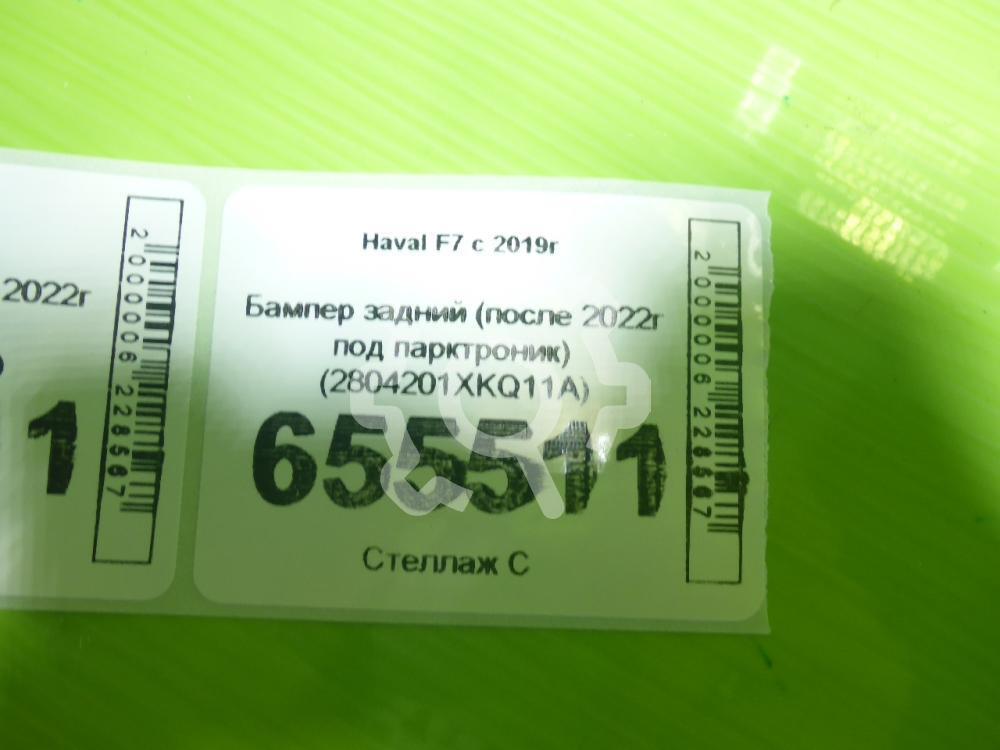 2022г
1
2000006228567
Haval F7 с 2019г
Бампер задний (после 2022г
под парктроник)
(2804201XKQ11A)
655511
Стеллаж С
2000006228567